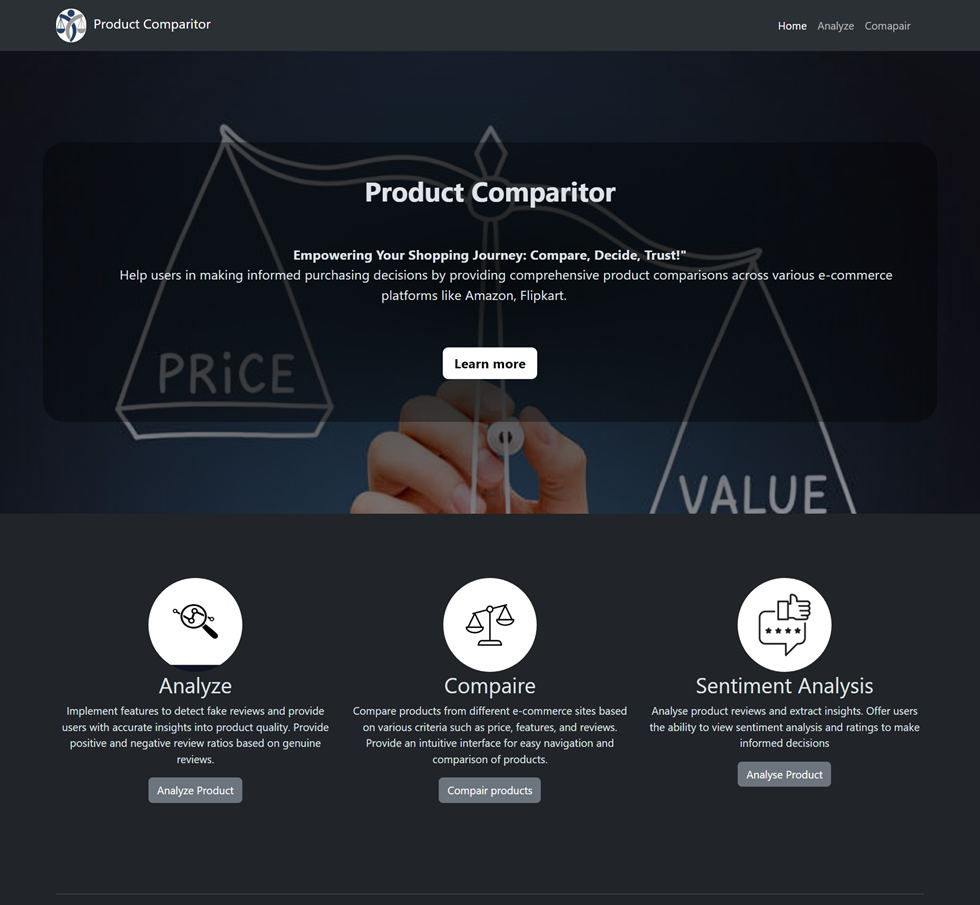 Product Comparitor
Home Analyze Comapair
Product Comparitor
Empowering Your Shopping Journey: Compare, Decide, Trust!"
Help users in making informed purchasing decisions by providing comprehensive product comparisons across various e-commerce
platforms like Amazon, Flipkart.
PRiCE
Learn more
VALUE
Analyze
Implement features to detect fake reviews and provide
users with accurate insights into product quality. Provide
positive and negative review ratios based on genuine
reviews.
Analyze Product
Compaire
Compare products from different e-commerce sites based
on various criteria such as price, features, and reviews.
Provide an intuitive interface for easy navigation and
comparison of products.
Compair products
Sentiment Analysis
Analyse product reviews and extract insights. Offer users
the ability to view sentiment analysis and ratings to make
informed decisions
Analyse Product